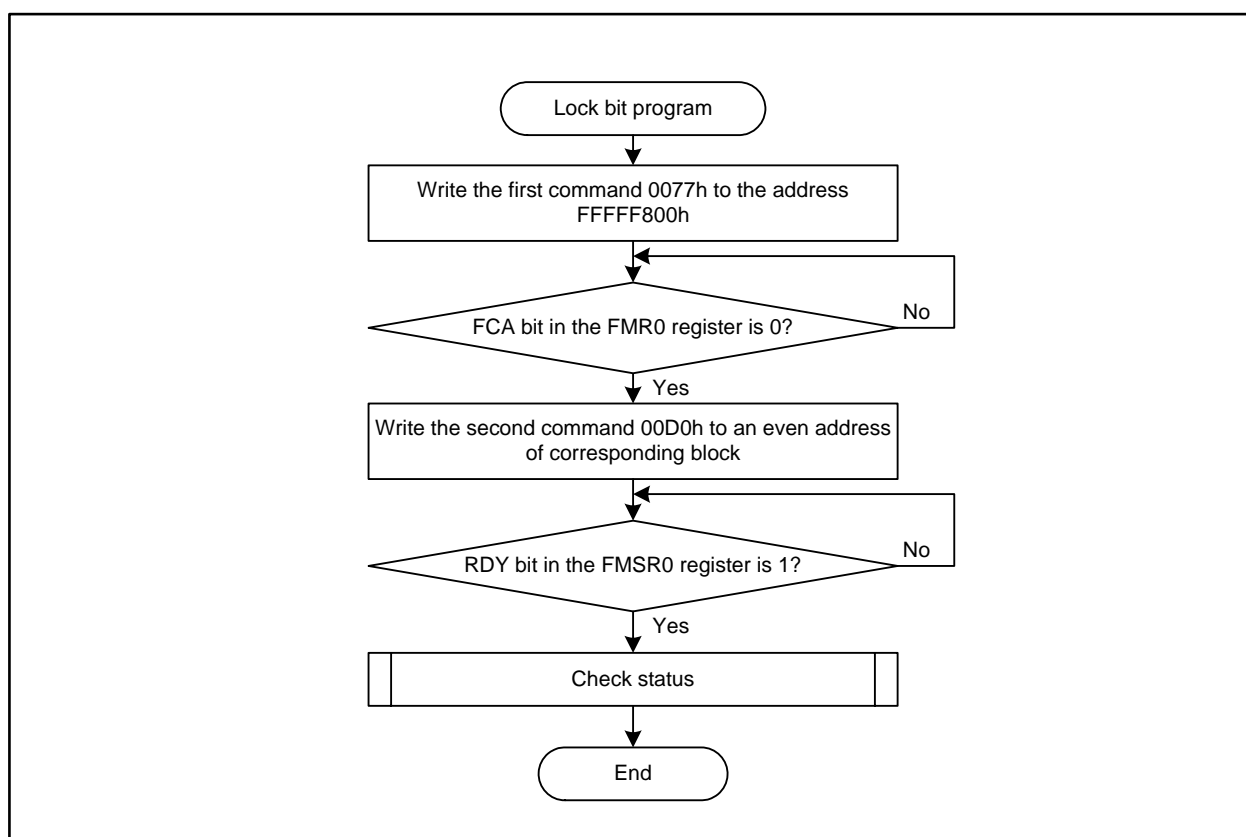 Lock bit program
Write the first command 0077h to the address
FFFFF800h
FCA bit in the FMR0 register is 0?
No
Yes
Write the second command 00D0h to an even address
of corresponding block
RDY bit in the FMSR0 register is 1?
No
Yes
Check status
End